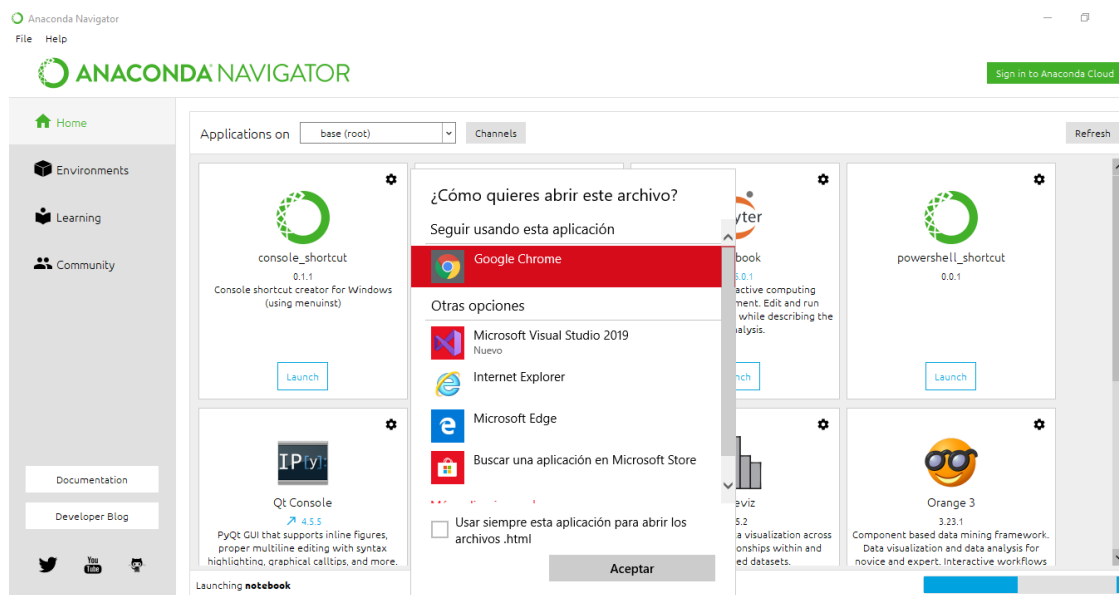 Anaconda Navigator
File Help
ANACONDA NAVIGATOR
Sign in to Anaconda Cloud
Home
Environments
Learning
Community
Documentation
Developer Blog
You
Tube
Applications on base (root) Channels Refresh
console_shortcut
0.1.1
Console shortcut creator for Windows
(using menuinst)
Launch
¿Cómo quieres abrir este archivo?
Seguir usando esta aplicación
Google Chrome
Otras opciones
Microsoft Visual Studio 2019
Nuevo
Internet Explorer
Microsoft Edge
Buscar una aplicación en Microsoft Store
Usar siempre esta aplicación para abrir los
archivos .html
Aceptar
yter
book
.0.1
active computing
ment. Edit and run
while describing the
alysis.
nch
powershell_shortcut
0.0.1
Launch
IP[y]:
Qt Console
4.5.5
PyQt GUI that supports inline figures,
proper multiline editing with syntax
highlighting, graphical calltips, and more.
eviz
5.2
a visualization across
onships within and
ed datasets.
Orange 3
3.23.1
Component based data mining framework.
Data visualization and data analysis for
novice and expert. Interactive workflows
Launching notebook